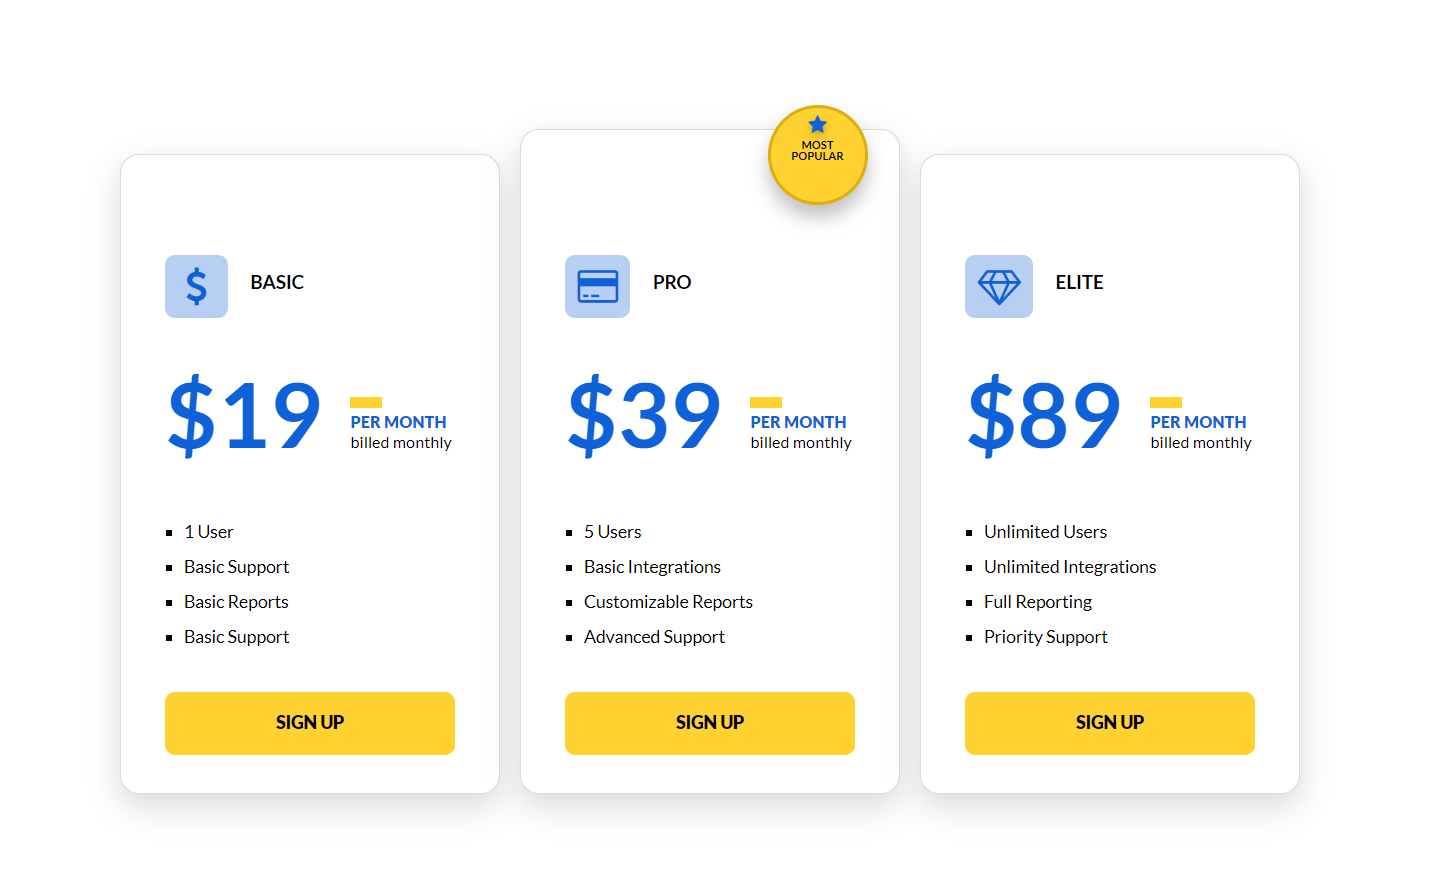 BASIC
$19
PER MONTH
billed monthly
1 User
Basic Support
Basic Reports
Basic Support
SIGN UP
MOST
POPULAR
PRO
$39
PER MONTH
billed monthly
5 Users
Basic Integrations
Customizable Reports
Advanced Support
SIGN UP
ELITE
$89
PER MONTH
billed monthly
Unlimited Users
Unlimited Integrations
Full Reporting
Priority Support
SIGN UP